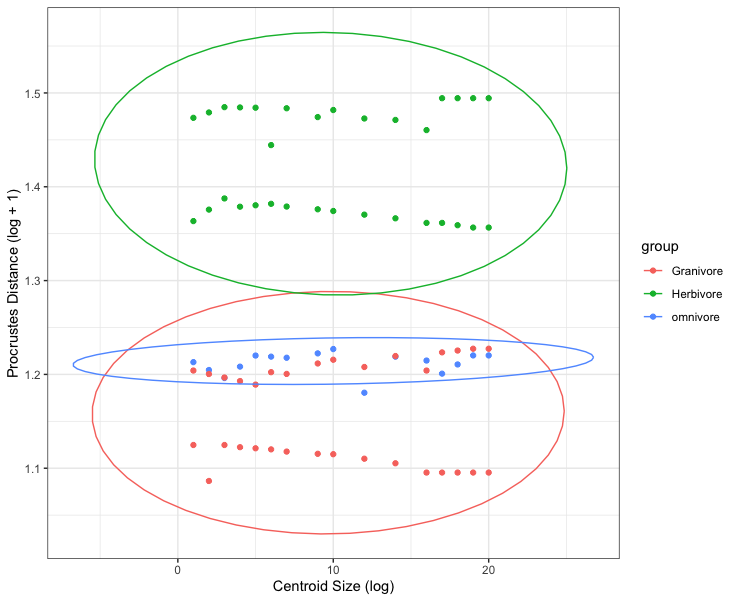 1.5
1.4
1.3
1.2
1.1
Procrustes Distance (log + 1)
0
10
20
Centroid Size (log)
group
Granivore
Herbivore
omnivore